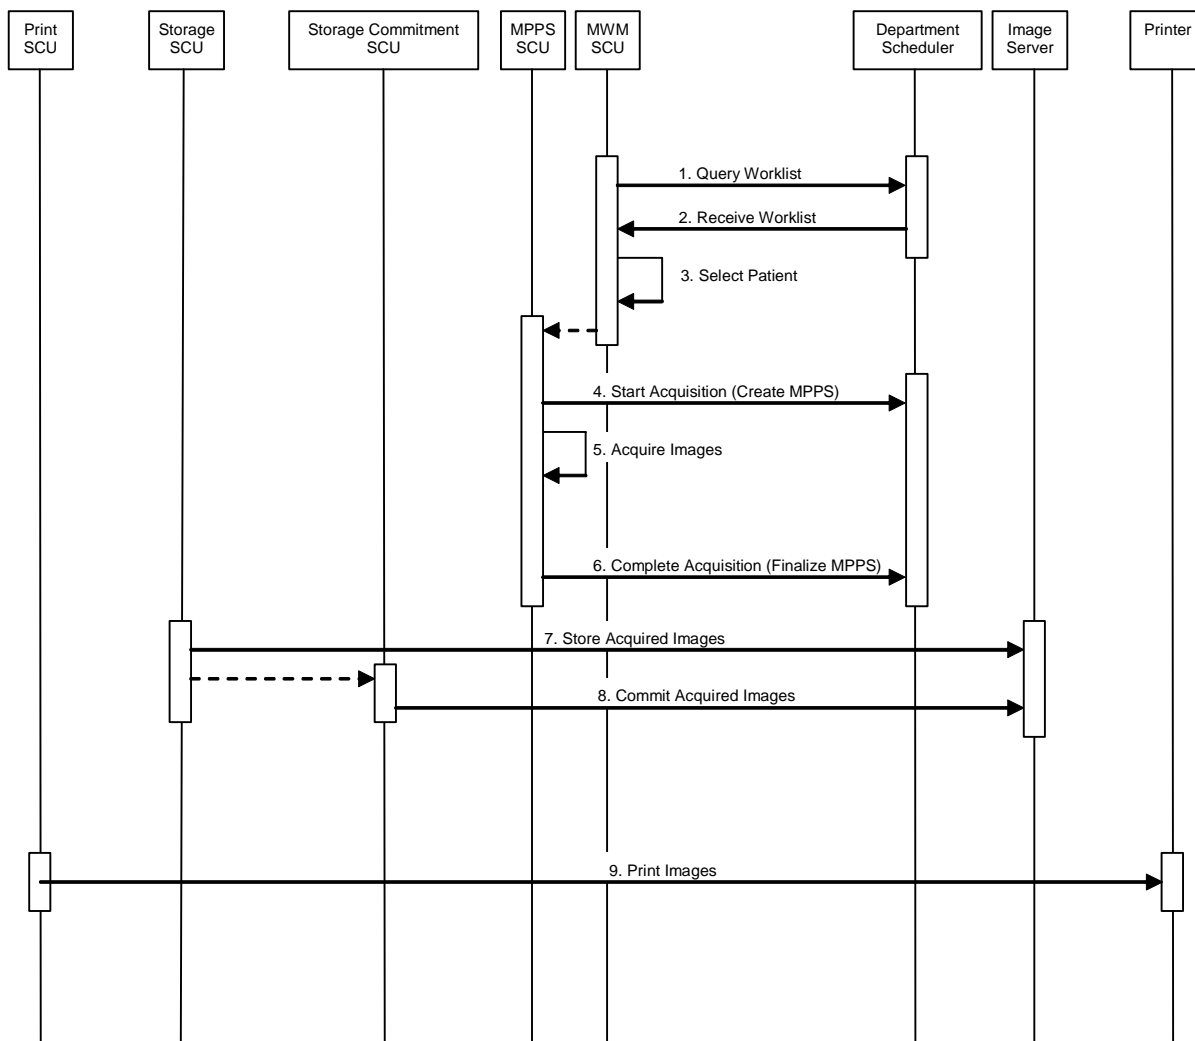 Print
SCU
Storage
SCU
Storage Commitment
SCU
MPPS
SCU
MWM
SCU
Department
Scheduler
Image
Server
Printer
1. Query Worklist
2. Receive Worklist
3. Select Patient
4. Start Acquisition (Create MPPS)
5. Acquire Images
6. Complete Acquisition (Finalize MPPS)
7. Store Acquired Images
8. Commit Acquired Images
9. Print Images